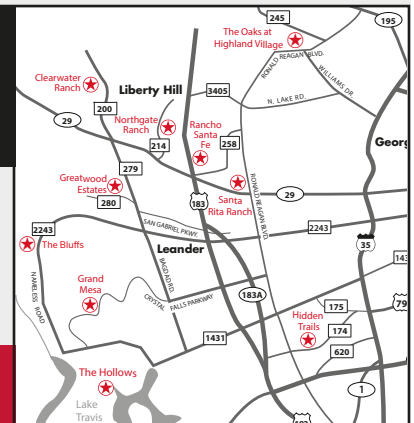 245
195
The Oaks at
Highland Village
RONALD REAGAN BLVD.
WILLIAMS DR.
Clearwater
Ranch
Liberty Hill
3405
N. LAKE RD.
200
29
Northgate
Ranch
214
Rancho
Santa
Fe
258
Georg
279
Greatwood
Estates
280
183
Santa
Rita Ranch
RONALD REAGAN BLVD.
29
2243
SAN GABRIEL PKWY.
2243
The Bluffs
Leander
35
143
NAMELESS ROAD
BAGDAD RD.
Grand
Mesa
CRYSTAL FALLS PARKWAY
183A
175
79
Hidden
Trails
174
1431
620
The Hollows
1
Lake
Travis
183